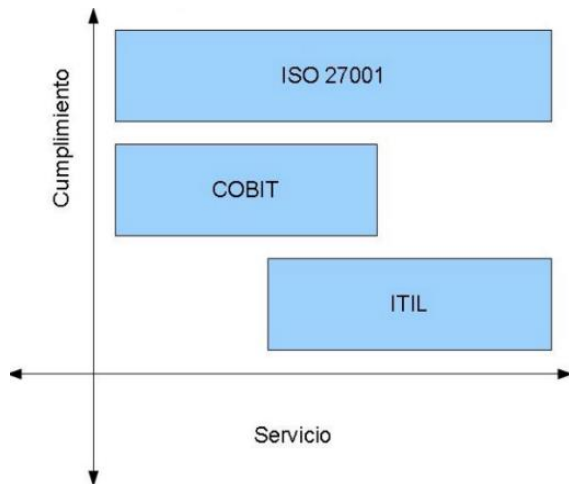 Cumplimiento
ISO 27001
COBIT
ITIL
Servicio